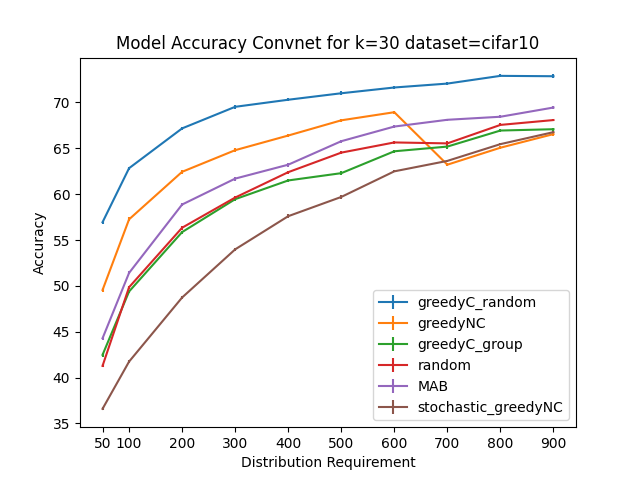 Model Accuracy Convnet for k=30 dataset=cifar10
Accuracy
70
65
60
55
50
45
40
35
greedyC_random
greedyNC
greedyC_group
random
MAB
stochastic_greedyNC
50 100 200 300 400 500 600 700 800 900
Distribution Requirement